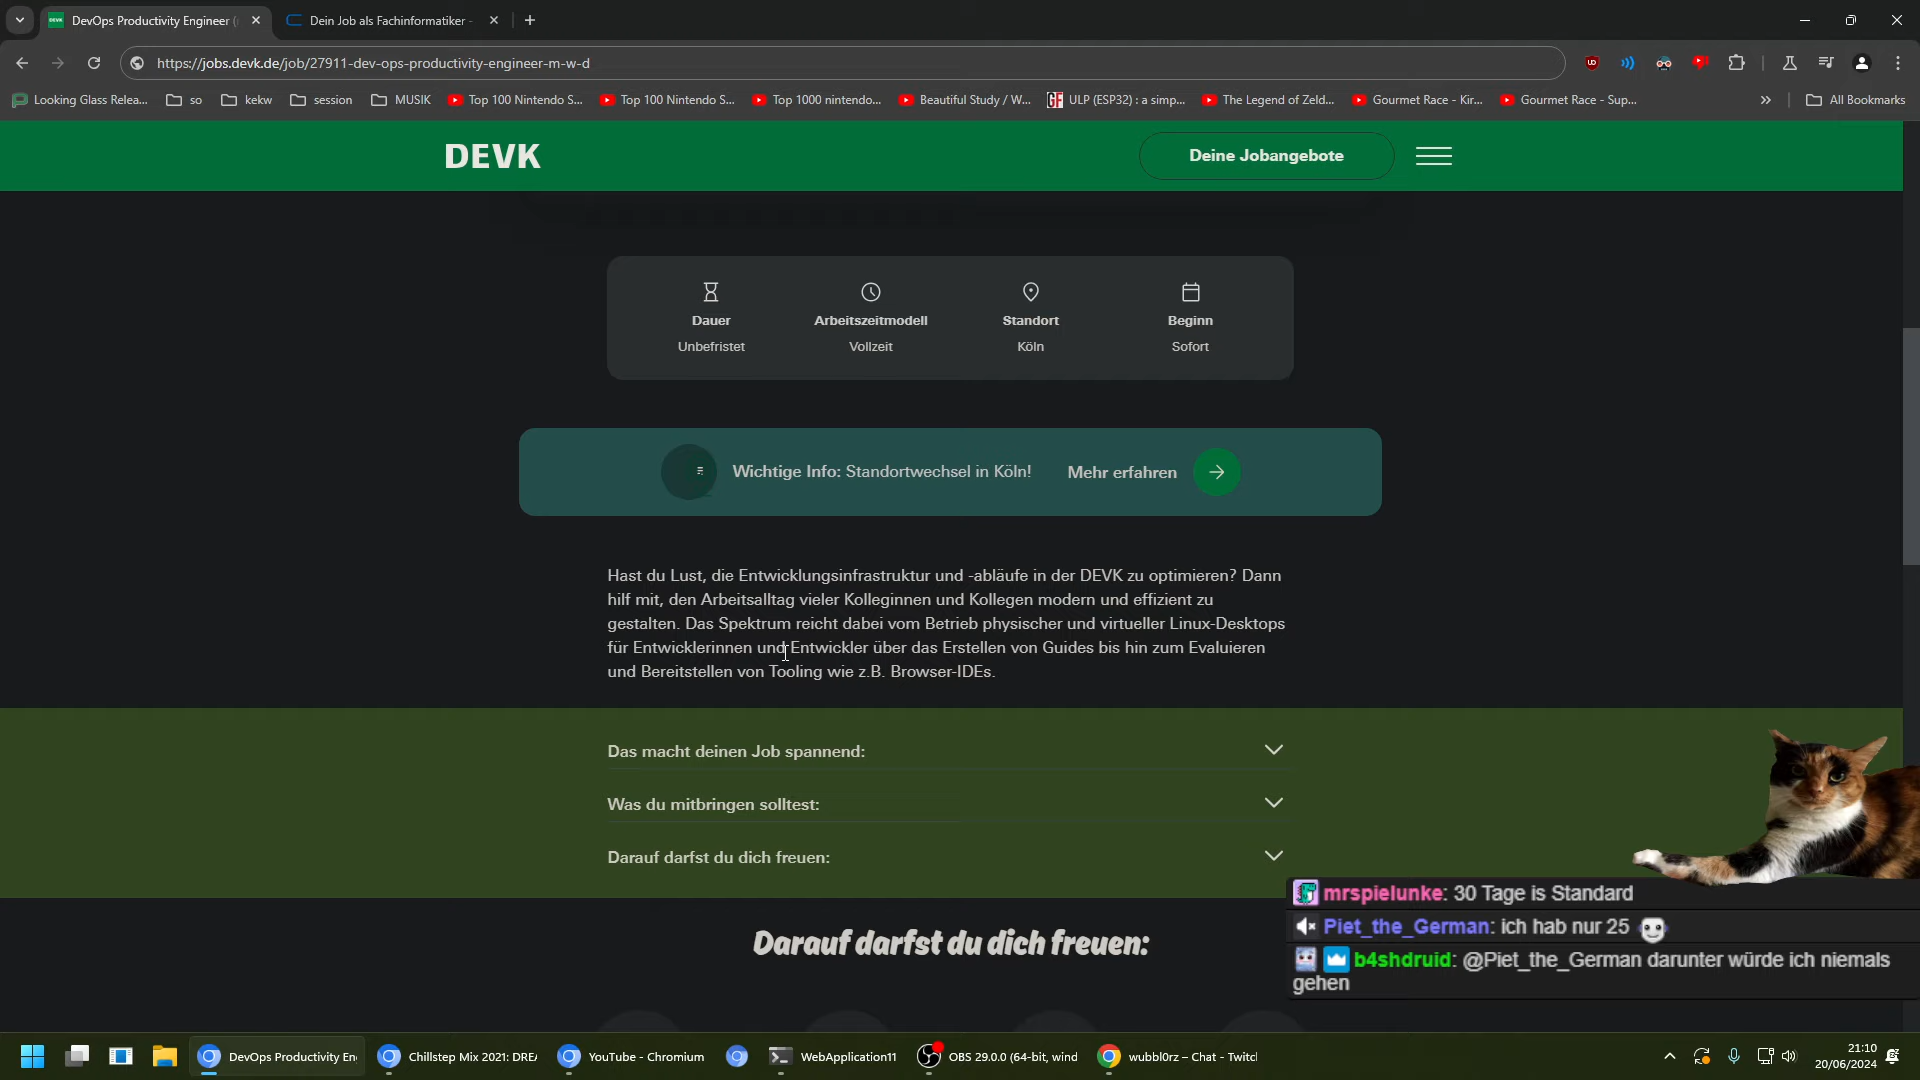 DevOps Productivity Engineer (
Dein Job als Fachinformatiker -
https://jobs.devk.de/job/27911-dev-ops-productivity-engineer-m-w-d
Looking Glass Relea...
so
kekw
session
MUSIK
Top 100 Nintendo S...
Top 100 Nintendo S...
Top 1000 nintendo...
Beautiful Study / W...
ULP (ESP32) : a simp...
The Legend of Zeld...
Gourmet Race - Kir...
Gourmet Race - Sup...
All Bookmarks
DEVK
Deine Jobangebote
Dauer
Unbefristet
Arbeitszeitmodell
Vollzeit
Standort
Köln
Beginn
Sofort
Wichtige Info: Standortwechsel in Köln!
Mehr erfahren
Hast du Lust, die Entwicklungsinfrastruktur und -abläufe in der DEVK zu optimieren? Dann
hilf mit, den Arbeitsalltag vieler Kolleginnen und Kollegen modern und effizient zu
gestalten. Das Spektrum reicht dabei vom Betrieb physischer und virtueller Linux-Desktops
für Entwicklerinnen und Entwickler über das Erstellen von Guides bis hin zum Evaluieren
und Bereitstellen von Tooling wie z.B. Browser-IDEs.
Das macht deinen Job spannend:
Was du mitbringen solltest:
Darauf darfst du dich freuen:
Darauf darfst du dich freuen:
mrspielunke: 30 Tage is Standard
Piet_the_German: ich hab nur 25
b4shdruid: @Piet_the_German darunter würde ich niemals
gehen
DevOps Productivity En
Chillstep Mix 2021: DREA
YouTube - Chromium
WebApplication11
OBS 29.0.0 (64-bit, wind
wubbl0rz – Chat - Twitcl
21:10
20/06/2024